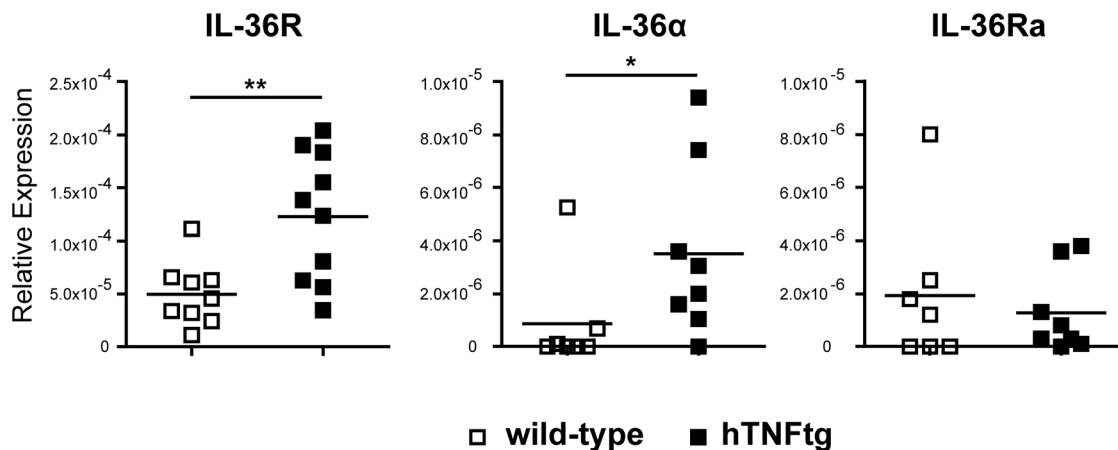 IL-36R
IL-36α
IL-36Ra
Relative Expression
2.5x10-4
2.0x10-4
1.5x10-4
1.0x10-4
5.0x10-5
0
**
1.0x10-5
8.0x10-6
6.0x10-6
4.0x10-6
2.0x10-6
0
*
1.0x10-5
8.0x10-6
6.0x10-6
4.0x10-6
2.0x10-6
0
wild-type hTNFtg